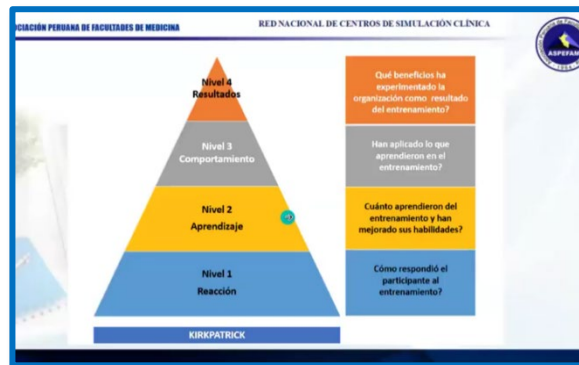 OCIACIÓN PERUANA DE FACULTADES DE MEDICINA
RED NACIONAL DE CENTROS DE SIMULACIÓN CLÍNICA
ASPEFAM
Nivel 4
Resultados
Qué beneficios ha
experimentado la
organización como resultado
del entrenamiento?
Nivel 3
Comportamiento
Han aplicado lo que
aprendieron en el
entrenamiento?
Nivel 2
Aprendizaje
Cuánto aprendieron del
entrenamiento y han
mejorado sus habilidades?
Nivel 1
Reacción
Cómo respondió el
participante al
entrenamiento?
KIRKPATRICK